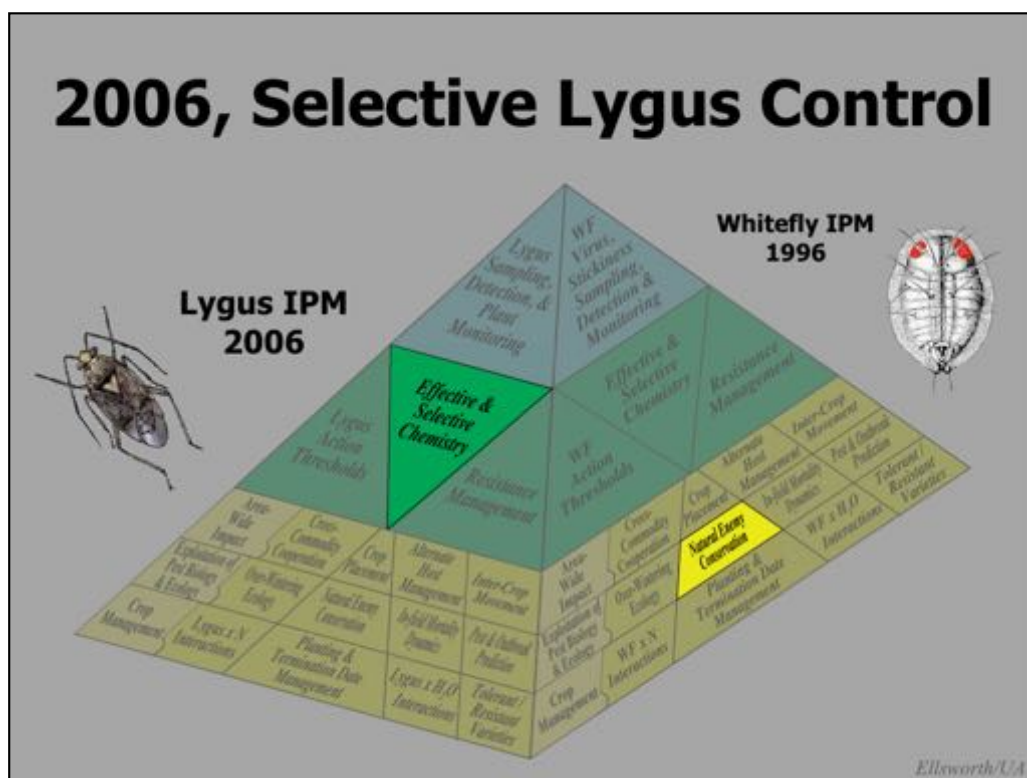 2006, Selective Lygus Control
Whitefly IPM
1996
Lygus IPM
2006
Lygus
Sampling,
Detection, &
Plant
Monitoring
WF
Virus,
Stickiness
Sampling,
Detection &
Monitoring
Lygus
Action
Thresholds
Effective &
Selective
Chemistry
Resistance
Management
WF
Action
Thresholds
Effective &
Selective
Chemistry
Resistance
Management
Area-
Wide
Impact
Cross-
Commodity
Cooperation
Crop
Placement
Alternate
Host
Management
Inter-Crop
Movement
Exploitation of
Pest Biology
& Ecology
Over-Wintering
Ecology
Natural Enemy
Conservation
In-field Mortality
Dynamics
Pest & Outbreak
Prediction
Crop
Management
Lygus x N
Interactions
Planting &
Termination Date
Management
Lygus x H₂O
Interactions
Tolerant /
Resistant
Varieties
Area-
Wide
Impact
Cross-
Commodity
Cooperation
Crop
Placement
Alternate
Host
Management
Inter-Crop
Movement
Exploitation of
Pest Biology
& Ecology
Over-Wintering
Ecology
Natural Enemy
Conservation
In-field Mortality
Dynamics
Pest & Outbreak
Prediction
Crop
Management
WF x N
Interactions
Planting &
Termination Date
Management
WF x H₂O
Interactions
Tolerant /
Resistant
Varieties
Ellsworth/UA